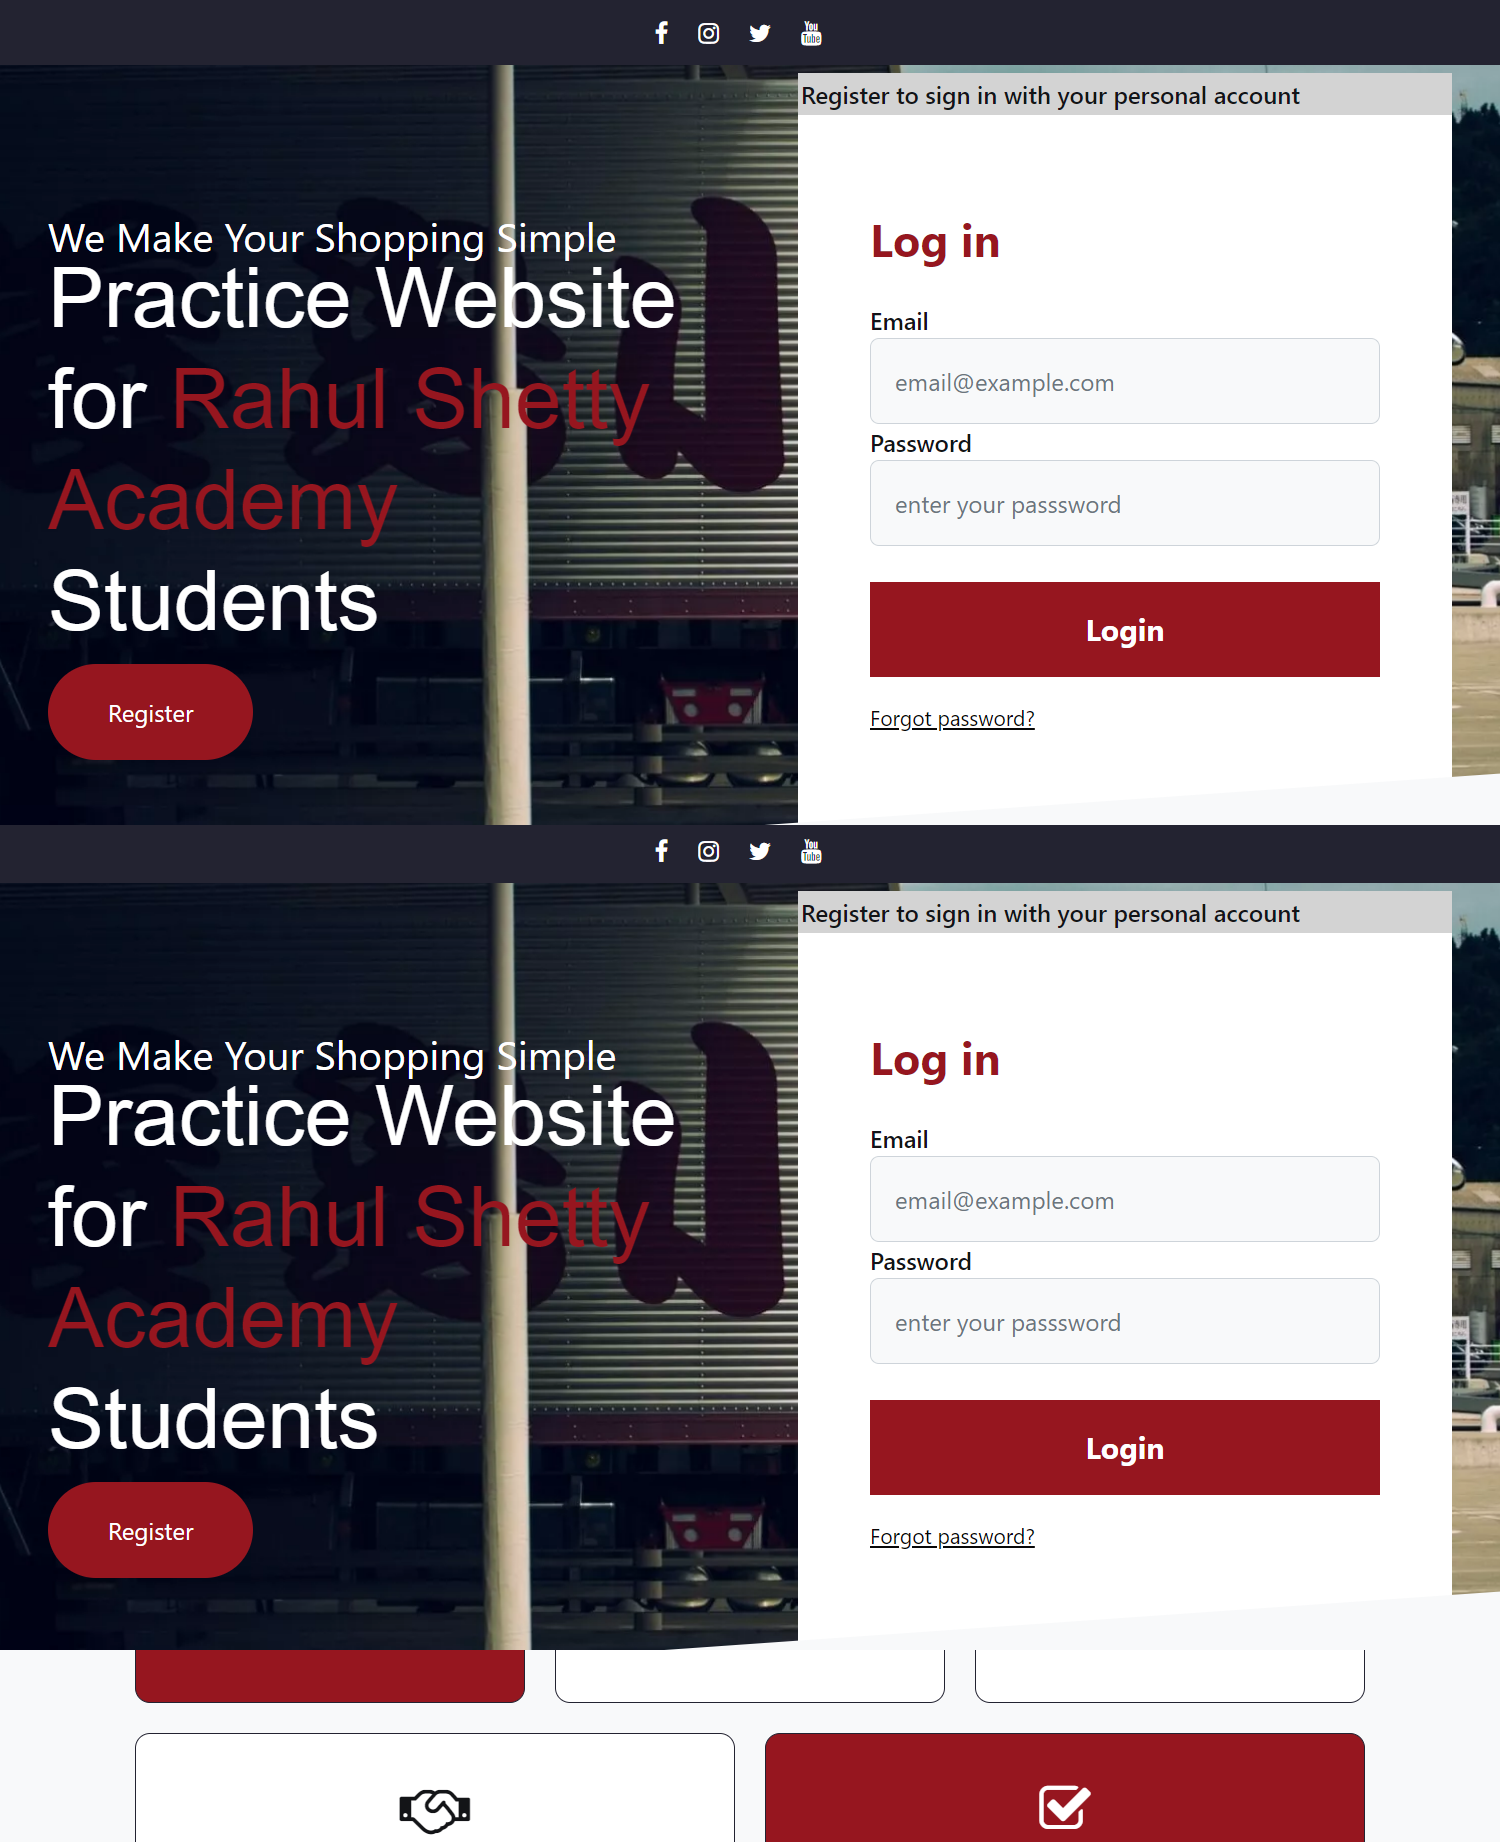 You
Tube
Register to sign in with your personal account
We Make Your Shopping Simple
Practice Website
for Rahul Shetty
Academy
Students
Register
Log in
Email
email@example.com
Password
enter your passsword
Login
Forgot password?
You
Tube
Register to sign in with your personal account
We Make Your Shopping Simple
Practice Website
for Rahul Shetty
Academy
Students
Register
Log in
Email
email@example.com
Password
enter your passsword
Login
Forgot password?